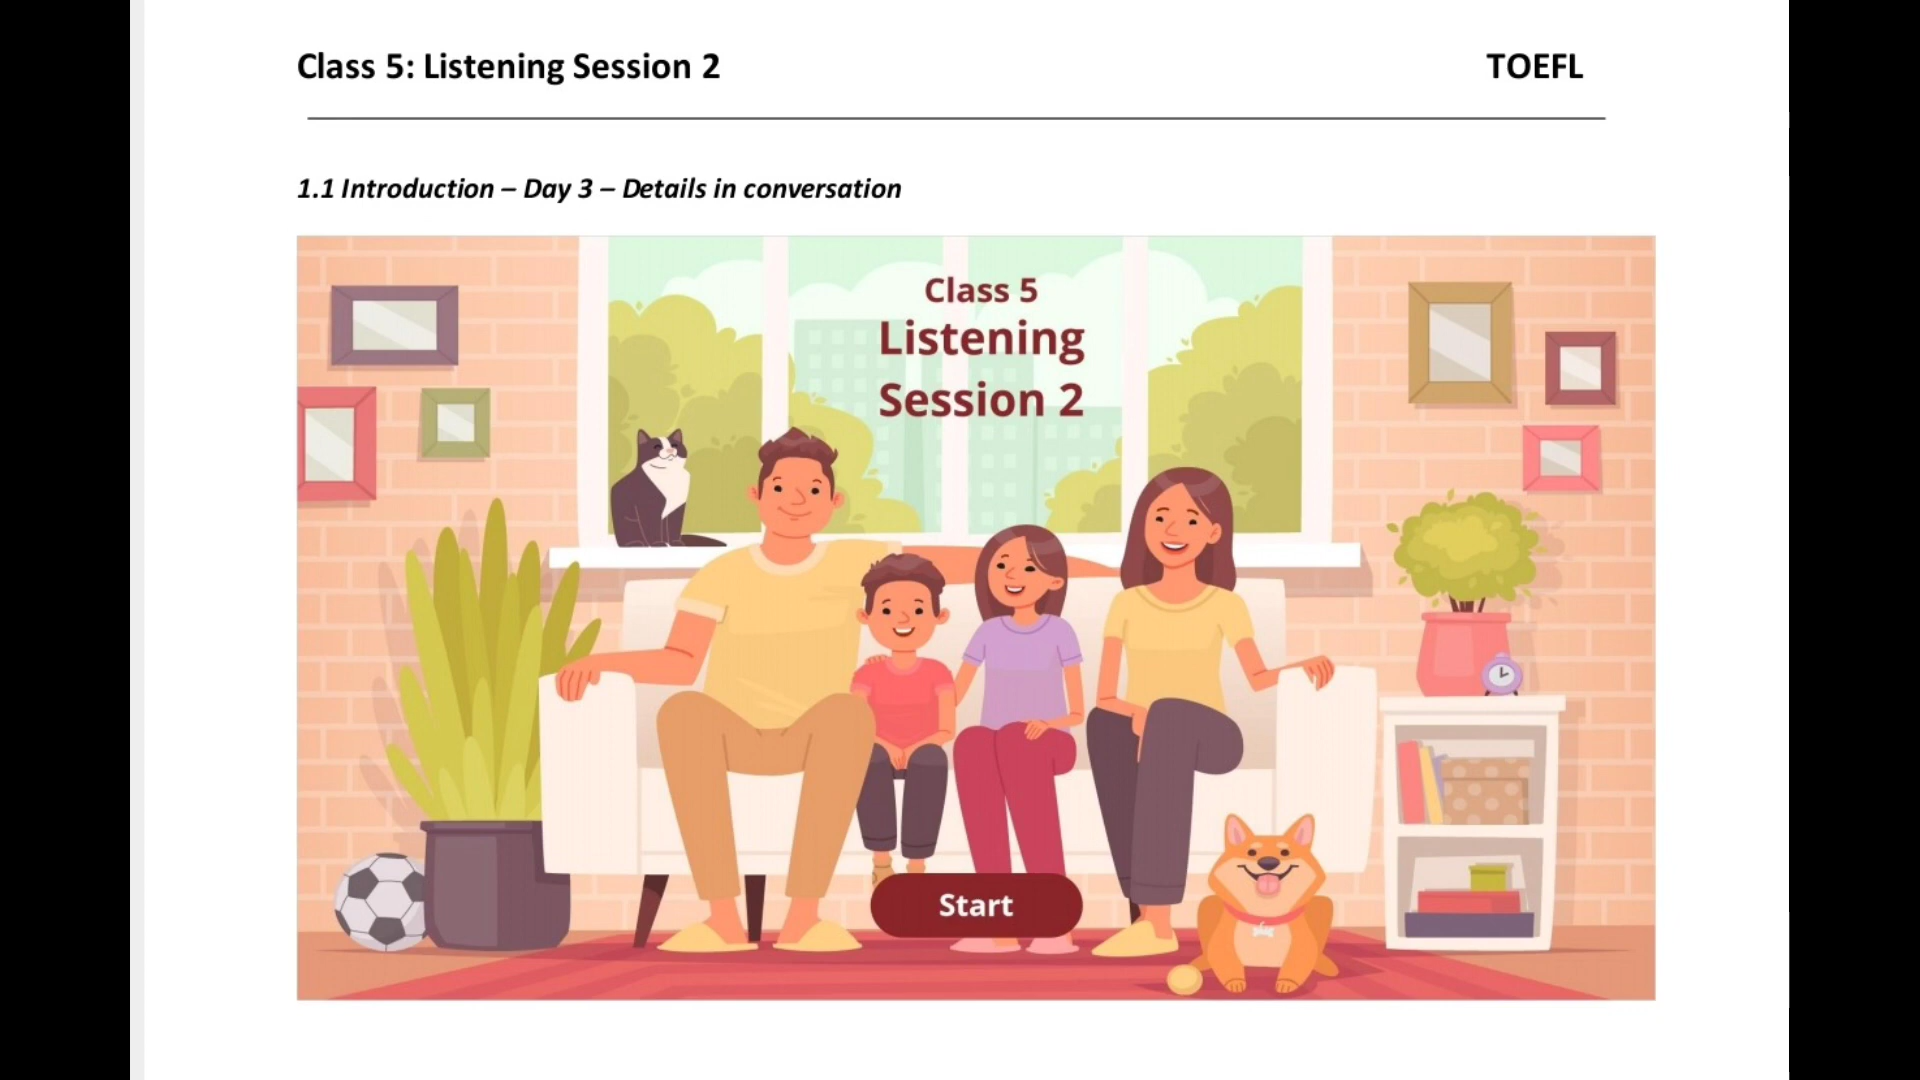 Class 5: Listening Session 2 TOEFL
1.1 Introduction – Day 3 – Details in conversation
Class 5
Listening
Session 2
Start